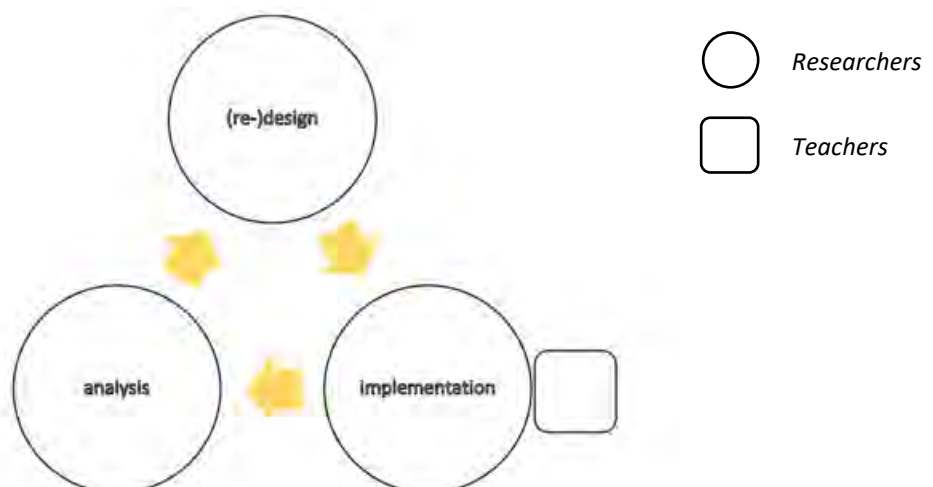 (re-)design
Researchers
Teachers
analysis
implementation